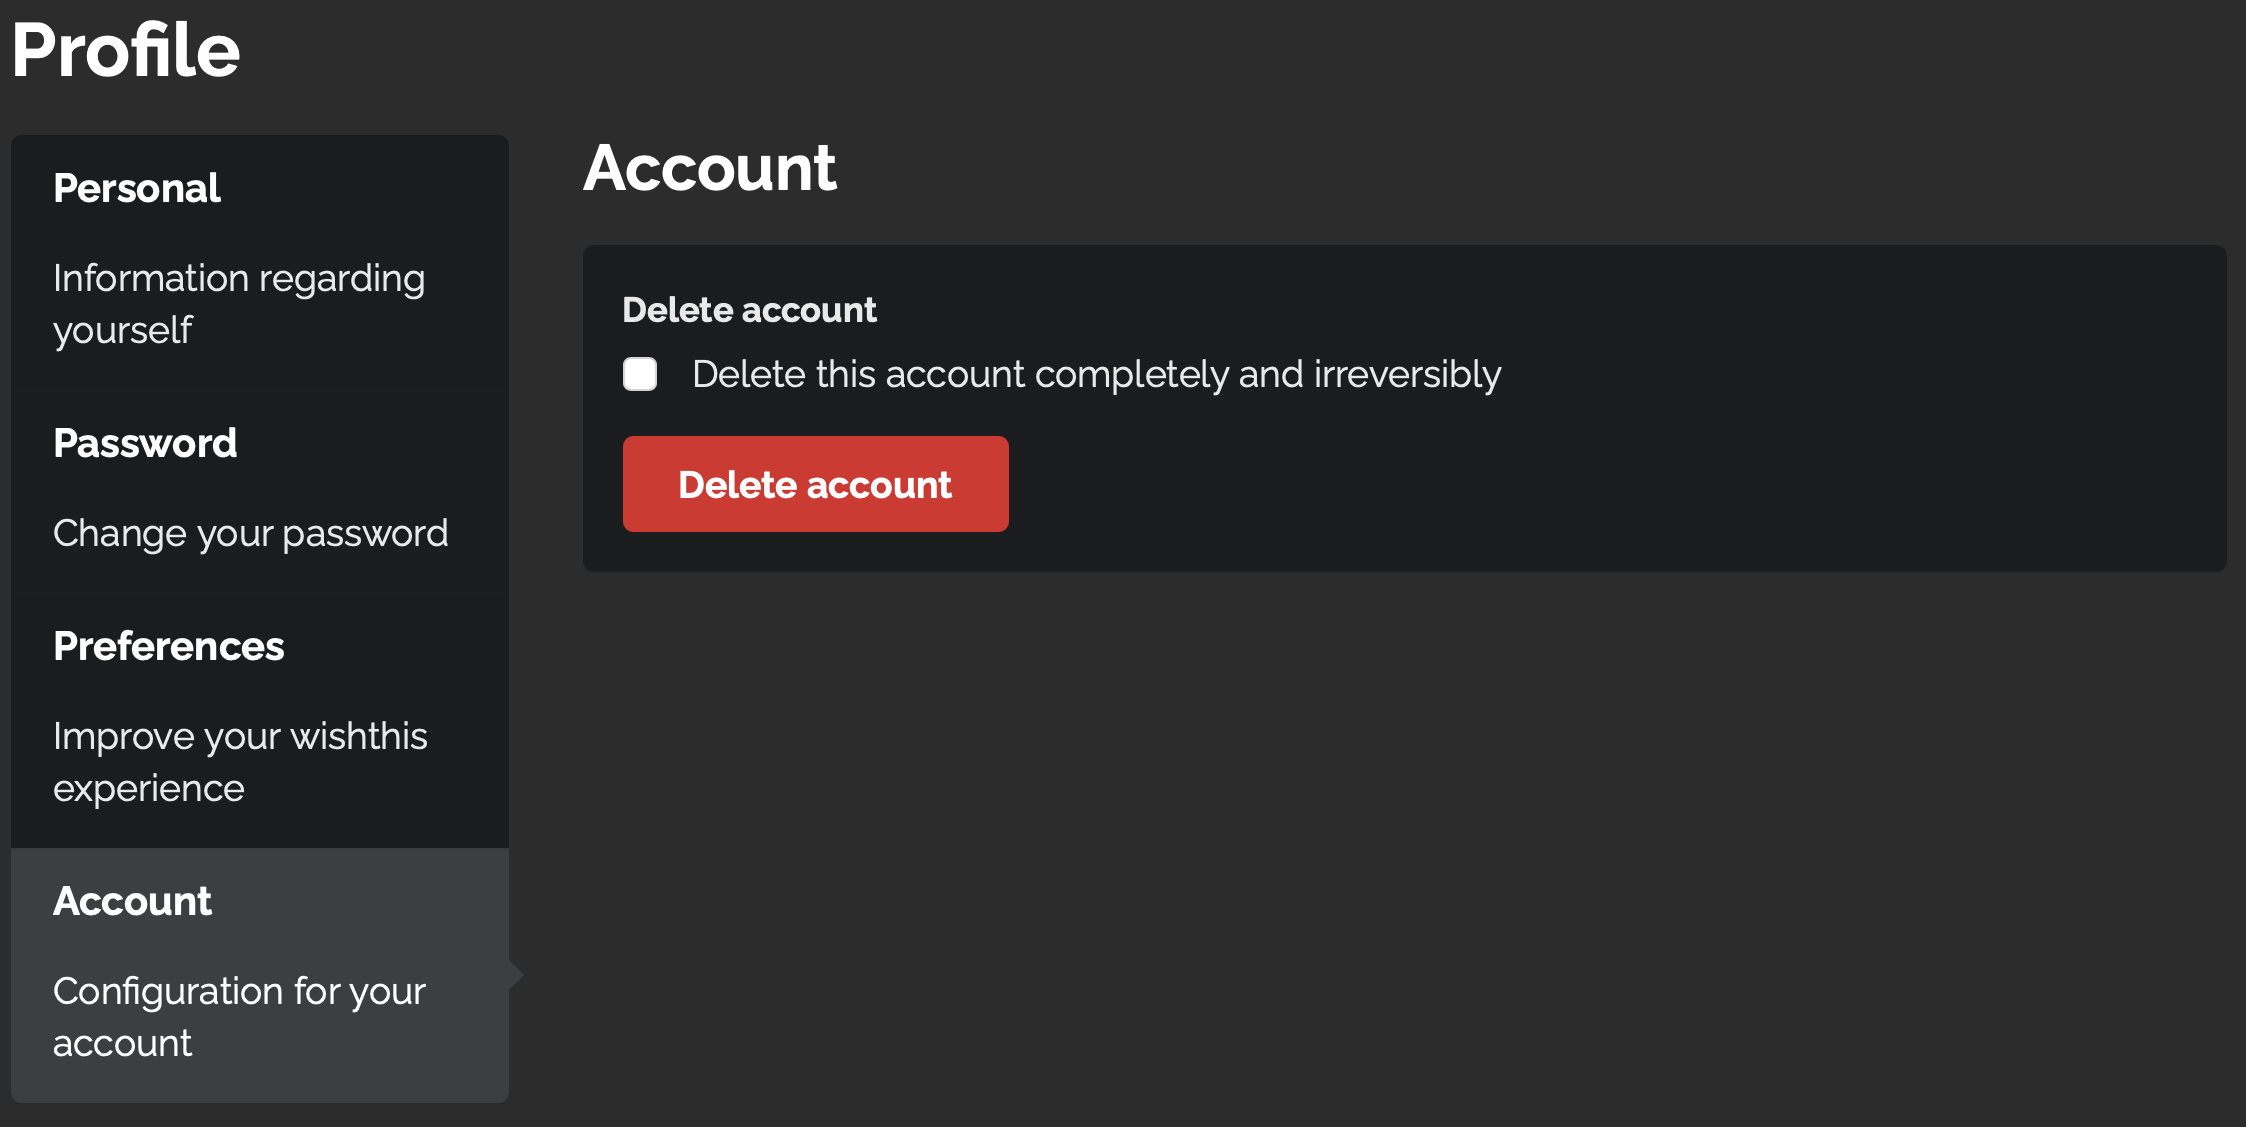 Profile
Personal
Information regarding
yourself
Password
Change your password
Preferences
Improve your wishthis
experience
Account
Configuration for your
account
Account
Delete account
Delete this account completely and irreversibly
Delete account